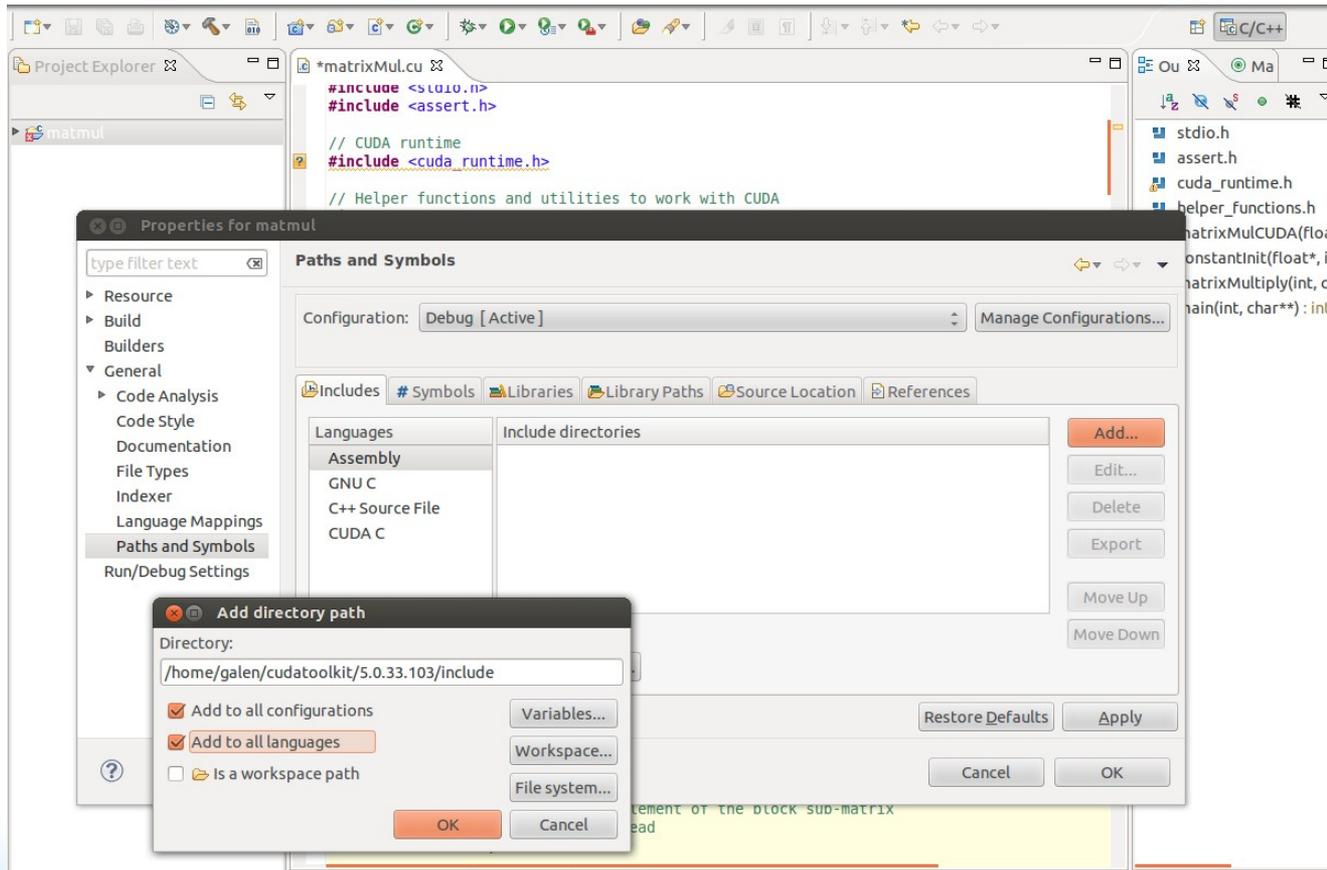 C/C++
Project Explorer
*matrixMul.cu
Ou
Ma
#include <stdio.h>
#include <assert.h>
// CUDA runtime
#include <cuda_runtime.h>
// Helper functions and utilities to work with CUDA
matmul
stdio.h
assert.h
cuda_runtime.h
helper_functions.h
matrixMulCUDA(floa
onstantInit(float*, i
matrixMultiply(int, c
main(int, char**) : int
Properties for matmul
type filter text
Resource
Build
Builders
General
Code Analysis
Code Style
Documentation
File Types
Indexer
Language Mappings
Paths and Symbols
Run/Debug Settings
Paths and Symbols
Configuration: Debug [ Active ]
Manage Configurations...
Includes # Symbols Libraries Library Paths Source Location References
Languages
Assembly
GNU C
C++ Source File
CUDA C
Include directories
Add...
Edit...
Delete
Export
Move Up
Move Down
Restore Defaults
Apply
Cancel
OK
Add directory path
Directory:
/home/galen/cudatoolkit/5.0.33.103/include
Add to all configurations
Add to all languages
Is a workspace path
Variables...
Workspace...
File system...
OK
Cancel
lement of the block sub-matrix
ead